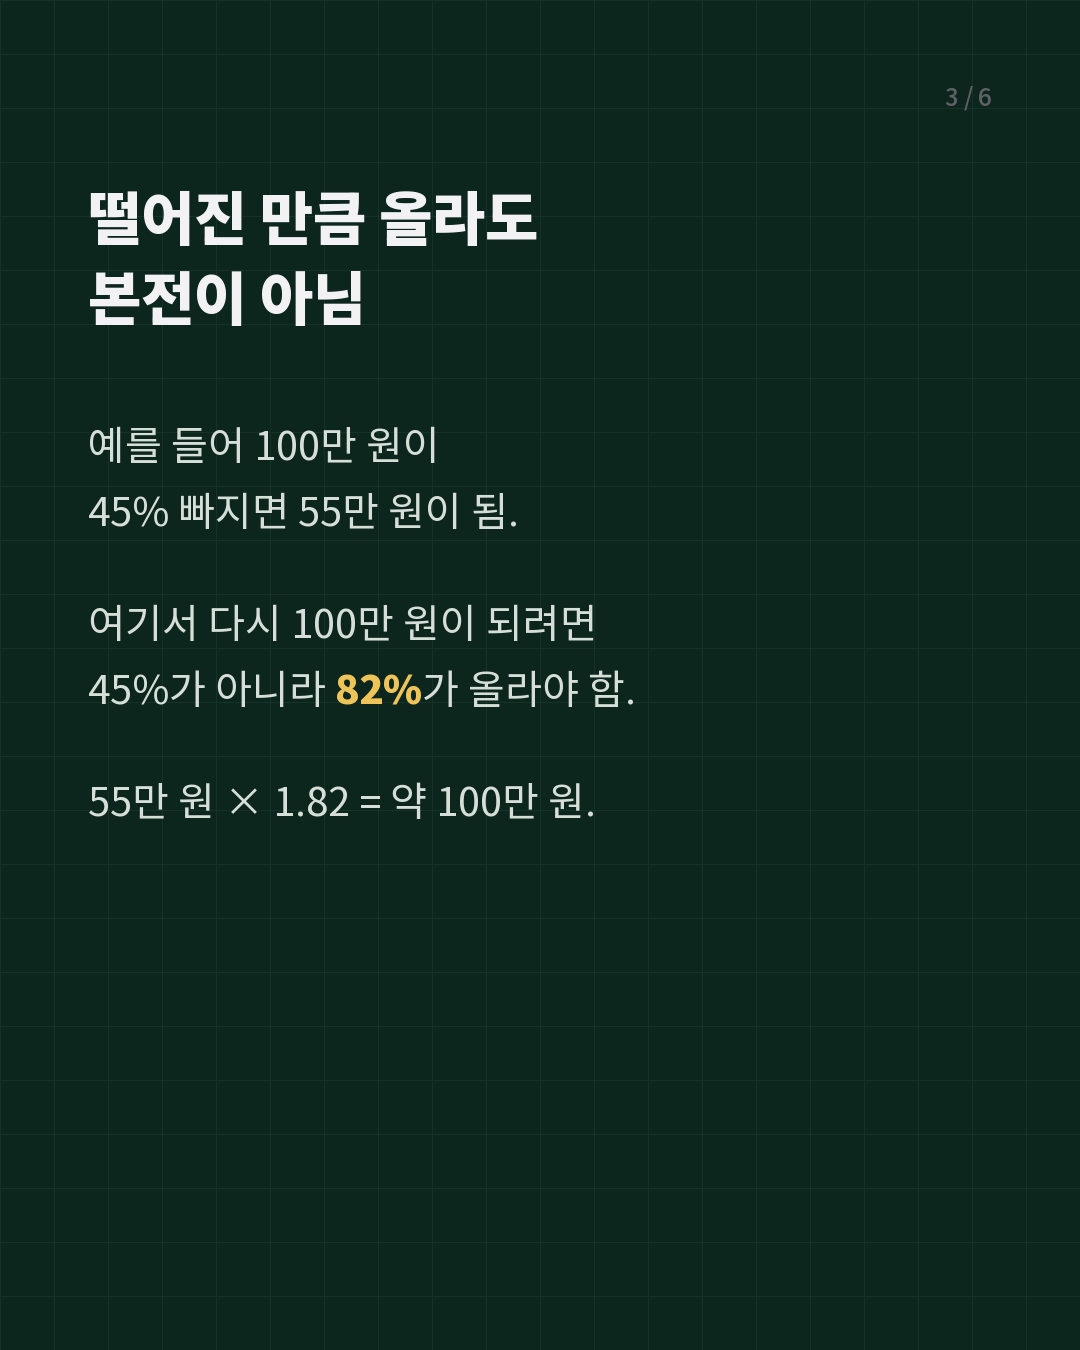 3 / 6
떨어진 만큼 올라도
본전이 아님
예를 들어 100만 원이
45% 빠지면 55만 원이 됨.
여기서 다시 100만 원이 되려면
45%가 아니라 82%가 올라야 함.
55만 원 × 1.82 = 약 100만 원.